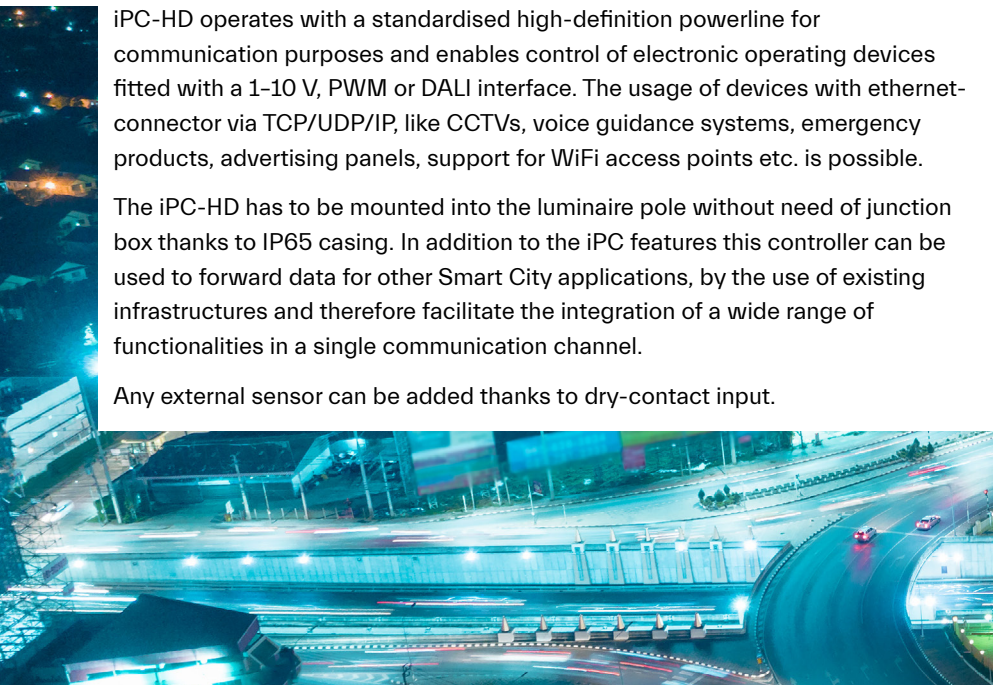 iPC-HD operates with a standardised high-definition powerline for
communication purposes and enables control of electronic operating devices
fitted with a 1–10 V, PWM or DALI interface. The usage of devices with ethernet-
connector via TCP/UDP/IP, like CCTVs, voice guidance systems, emergency
products, advertising panels, support for WiFi access points etc. is possible.
The iPC-HD has to be mounted into the luminaire pole without need of junction
box thanks to IP65 casing. In addition to the iPC features this controller can be
used to forward data for other Smart City applications, by the use of existing
infrastructures and therefore facilitate the integration of a wide range of
functionalities in a single communication channel.
Any external sensor can be added thanks to dry-contact input.